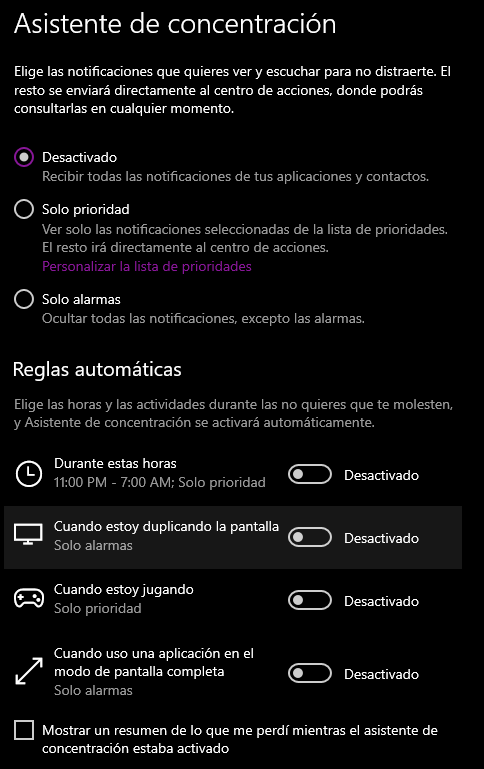 Asistente de concentración
Elige las notificaciones que quieres ver y escuchar para no distraerte. El
resto se enviará directamente al centro de acciones, donde podrás
consultarlas en cualquier momento.
Desactivado
Recibir todas las notificaciones de tus aplicaciones y contactos.
Solo prioridad
Ver solo las notificaciones seleccionadas de la lista de prioridades.
El resto irá directamente al centro de acciones.
Personalizar la lista de prioridades
Solo alarmas
Ocultar todas las notificaciones, excepto las alarmas.
Reglas automáticas
Elige las horas y las actividades durante las no quieres que te molesten,
y Asistente de concentración se activará automáticamente.
Durante estas horas
11:00 PM - 7:00 AM; Solo prioridad
Desactivado
Cuando estoy duplicando la pantalla
Solo alarmas
Desactivado
Cuando estoy jugando
Solo prioridad
Desactivado
Cuando uso una aplicación en el
modo de pantalla completa
Solo alarmas
Desactivado
Mostrar un resumen de lo que me perdí mientras el asistente de
concentración estaba activado